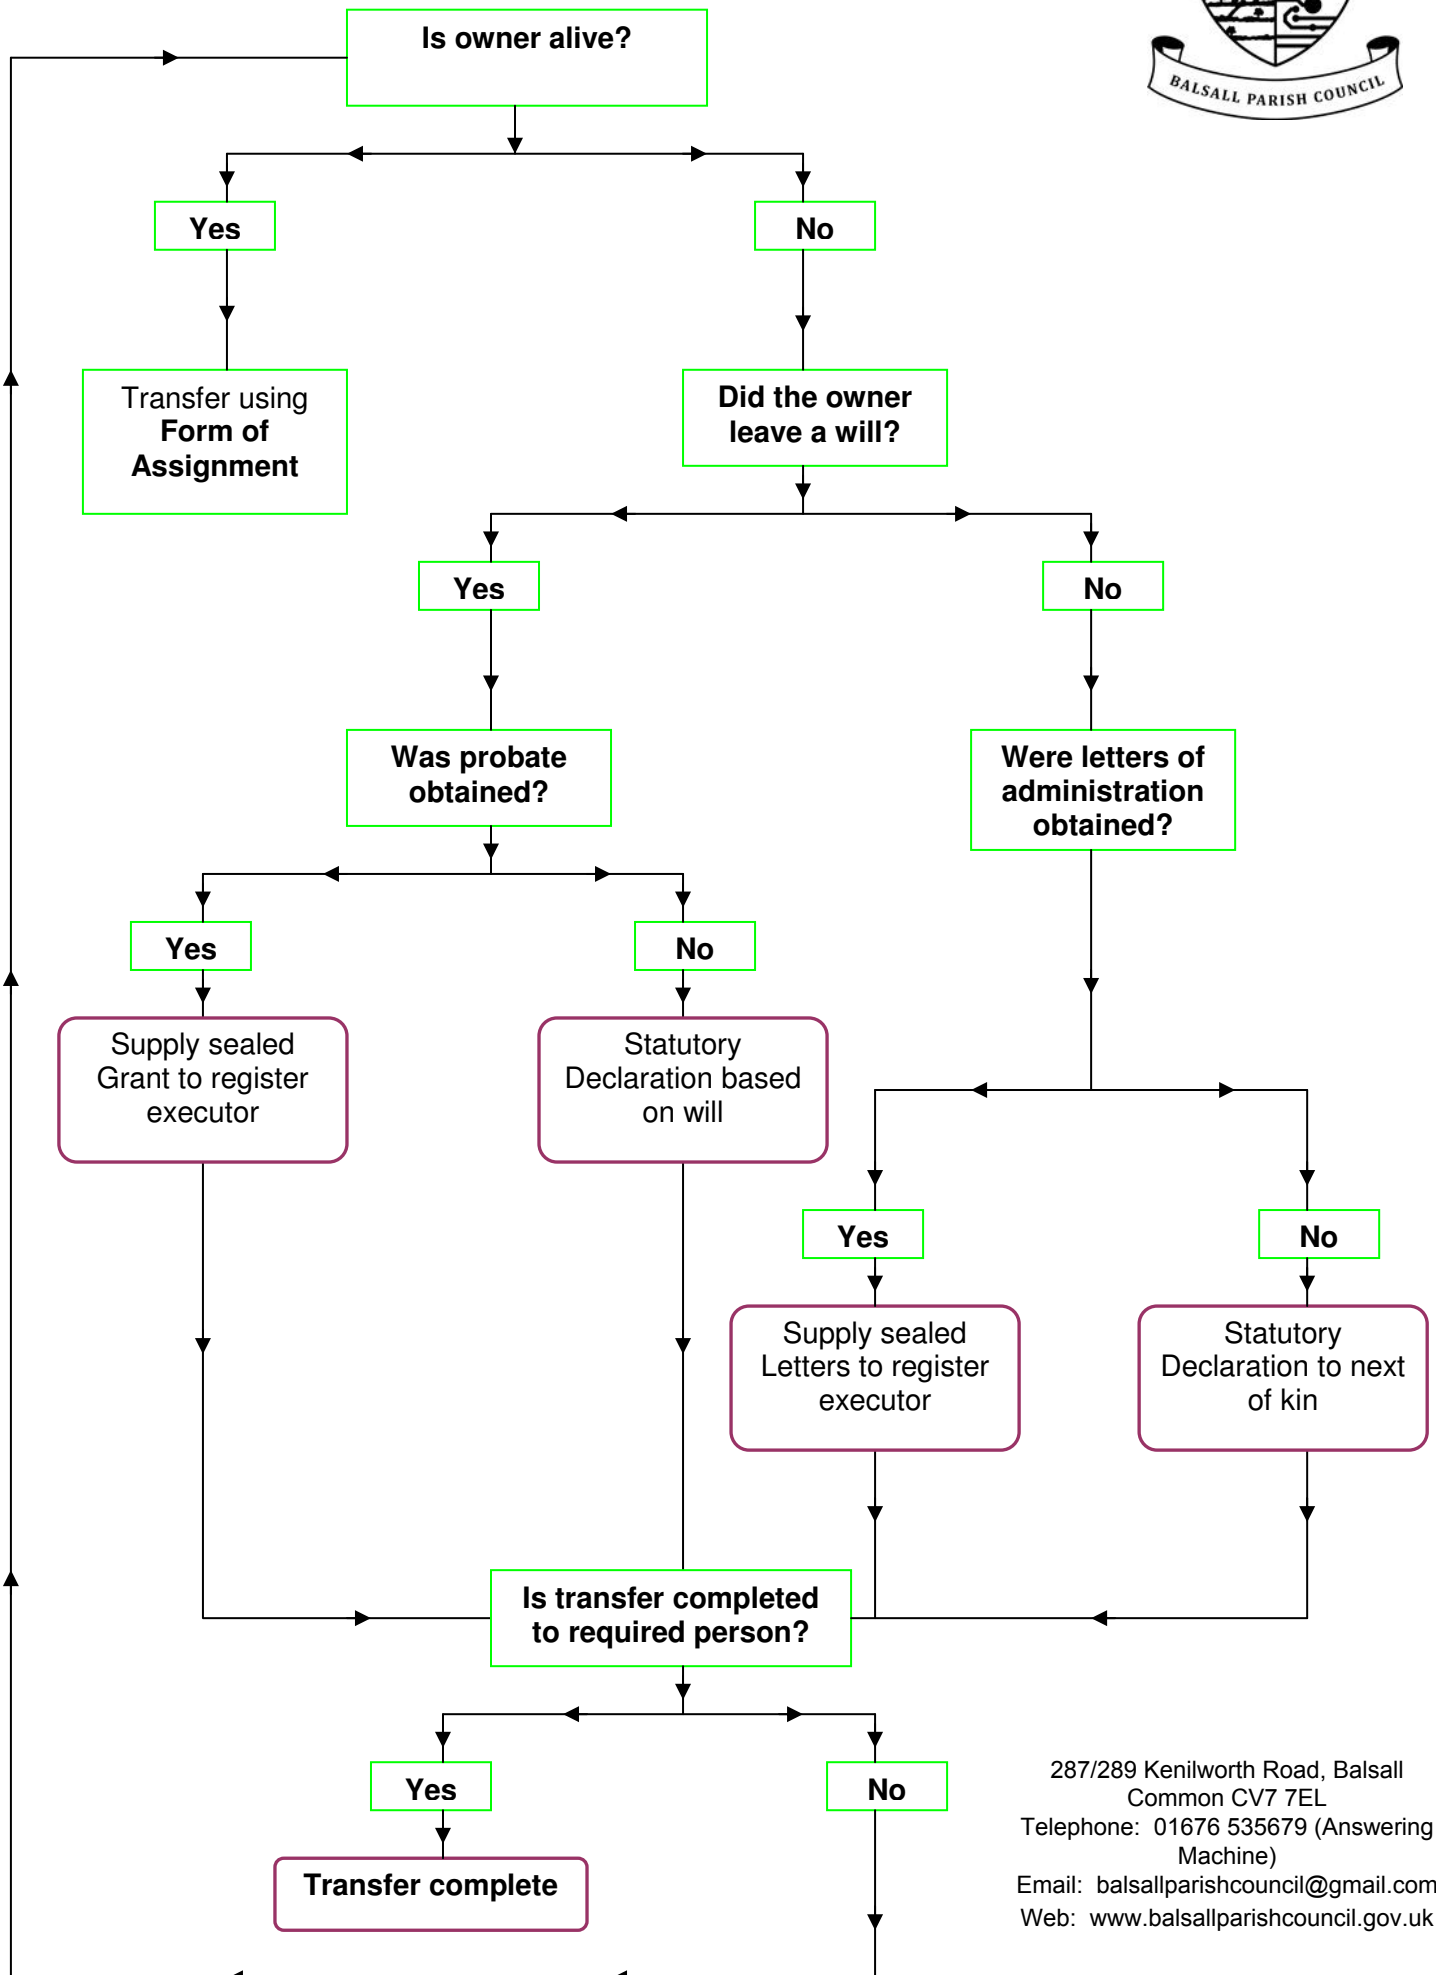 Is owner alive?
BALSALL PARISH COUNCIL
Yes
No
Transfer using
Form of
Assignment
Did the owner
leave a will?
Yes
No
Was probate
obtained?
Were letters of
administration
obtained?
Yes
No
Supply sealed
Grant to register
executor
Statutory
Declaration based
on will
Yes
No
Supply sealed
Letters to register
executor
Statutory
Declaration to next
of kin
Is transfer completed
to required person?
Yes
No
Transfer complete
287/289 Kenilworth Road, Balsall
Common CV7 7EL
Telephone: 01676 535679 (Answering
Machine)
Email: balsallparishcouncil@gmail.com
Web: www.balsallparishcouncil.gov.uk